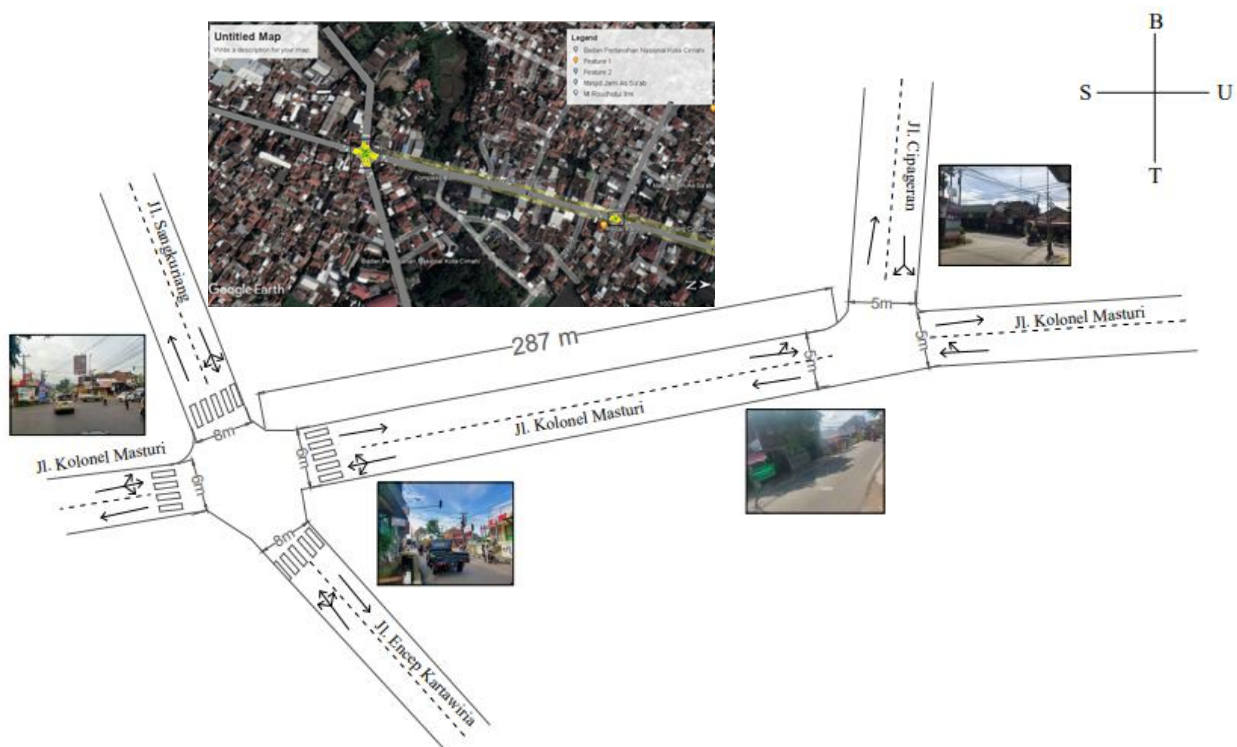 Untitled Map
Write a description for your map.
Legend
Badan Pertanahan Nasional Kota Cimahi
Feature 1
Feature 2
Masjid Jami As Su'ab
MI Roudhotul Ilmi
Google Earth
B
S
U
T
Jl. Cipageran
5m
Jl. Kolonel Masturi
5m
287 m
5m
Jl. Kolonel Masturi
Jl. Sangkuriang
8m
6m
Jl. Kolonel Masturi
6m
8m
Jl. Encep Kartawiria